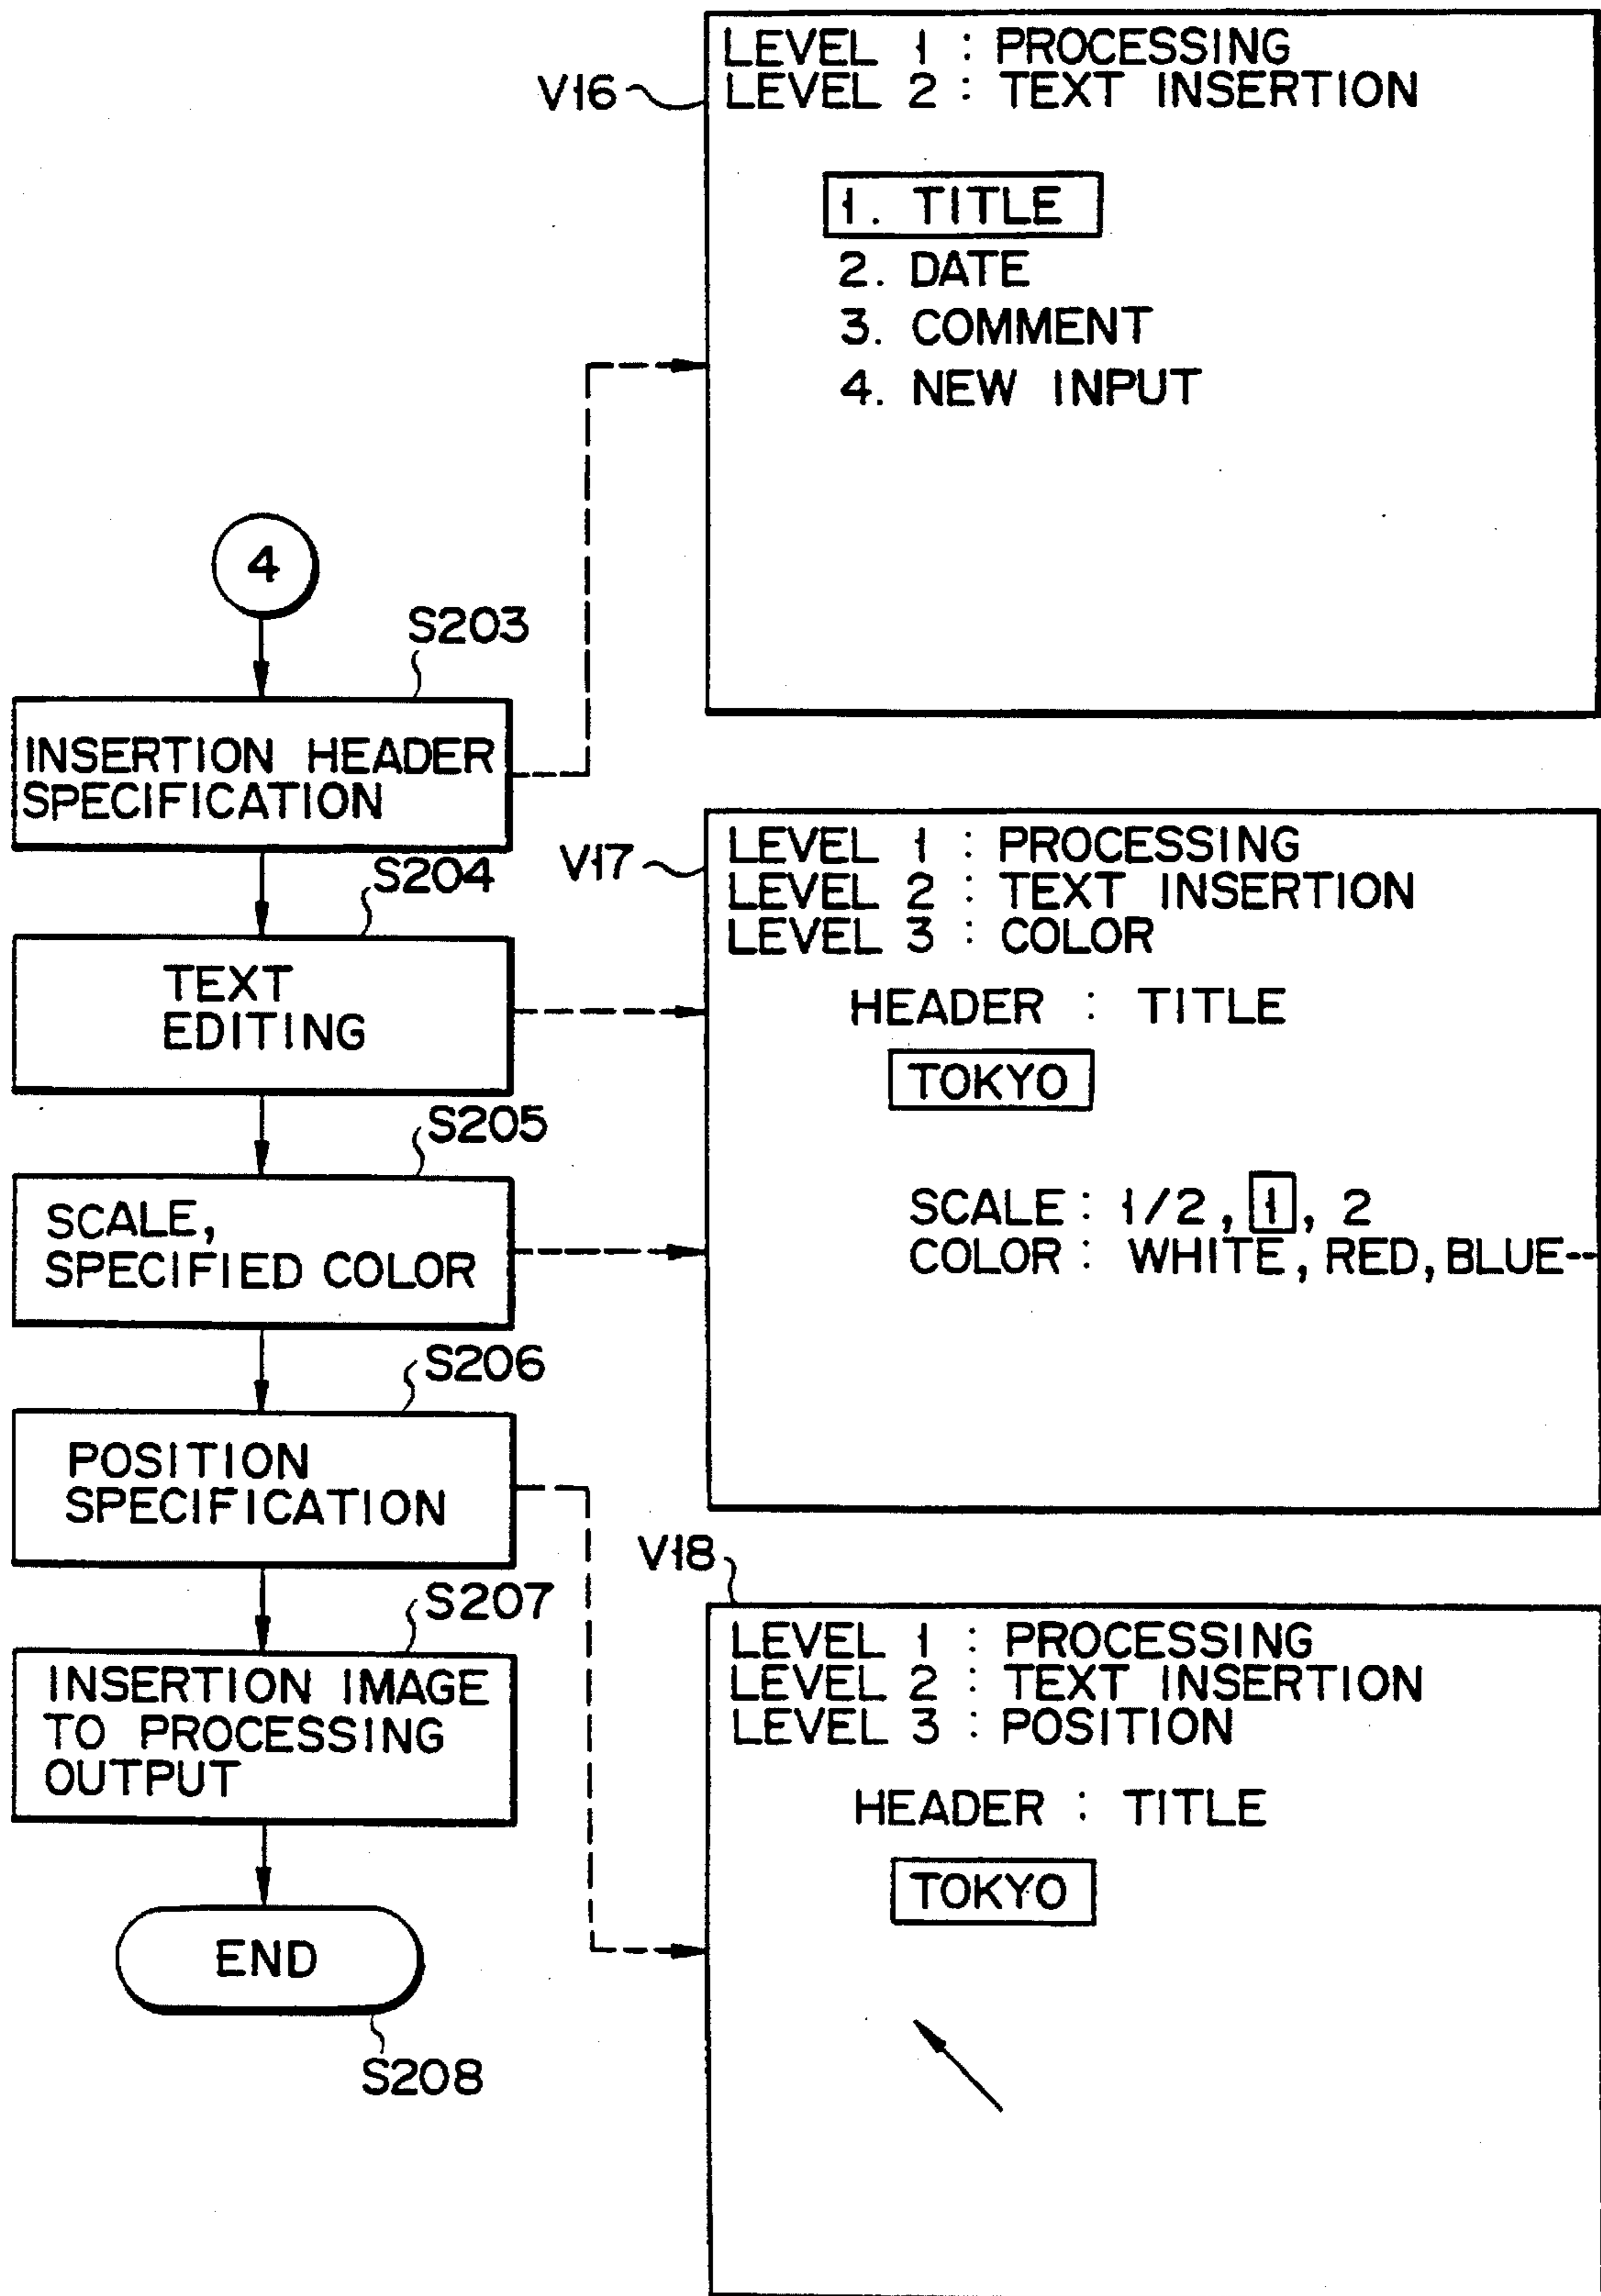 LEVEL 1 : PROCESSING
V16
LEVEL 2 : TEXT INSERTION
1. TITLE
2. DATE
3. COMMENT
4. NEW INPUT
4
S203
INSERTION HEADER
SPECIFICATION
S204
TEXT
EDITING
S205
SCALE,
SPECIFIED COLOR
S206
POSITION
SPECIFICATION
S207
INSERTION IMAGE
TO PROCESSING
OUTPUT
END
S208
V17
LEVEL 1 : PROCESSING
LEVEL 2 : TEXT INSERTION
LEVEL 3 : COLOR
HEADER : TITLE
TOKYO
SCALE : 1/2, 1, 2
COLOR : WHITE, RED, BLUE--
V18
LEVEL 1 : PROCESSING
LEVEL 2 : TEXT INSERTION
LEVEL 3 : POSITION
HEADER : TITLE
TOKYO